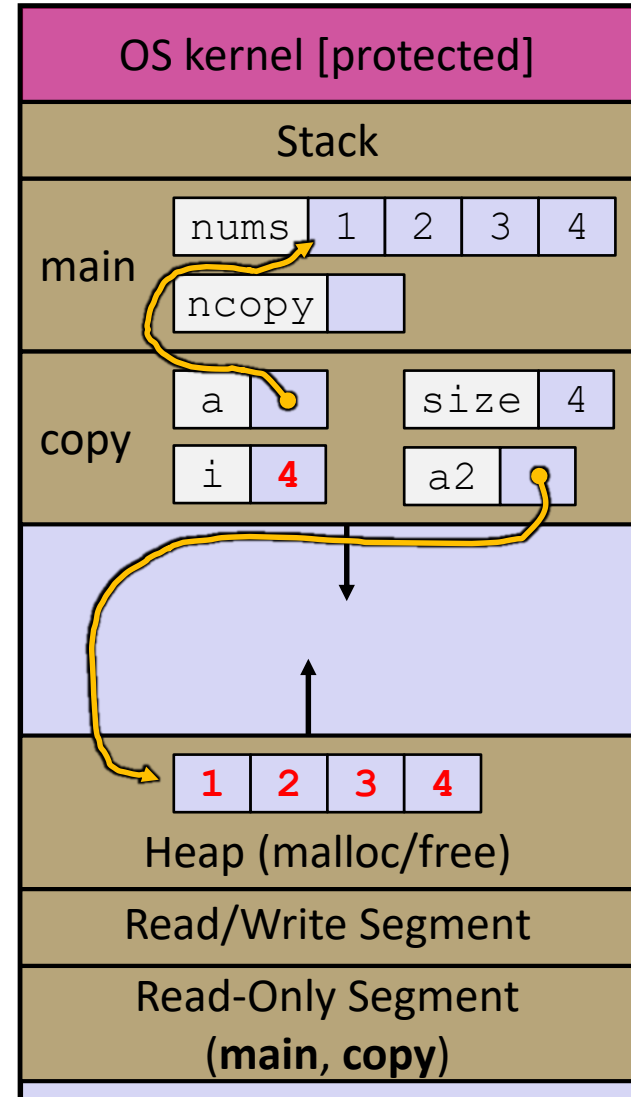 OS kernel [protected]
Stack
main
nums 1 2 3 4
ncopy
copy
a size 4
i 4 a2
1 2 3 4
Heap (malloc/free)
Read/Write Segment
Read-Only Segment
(main, copy)